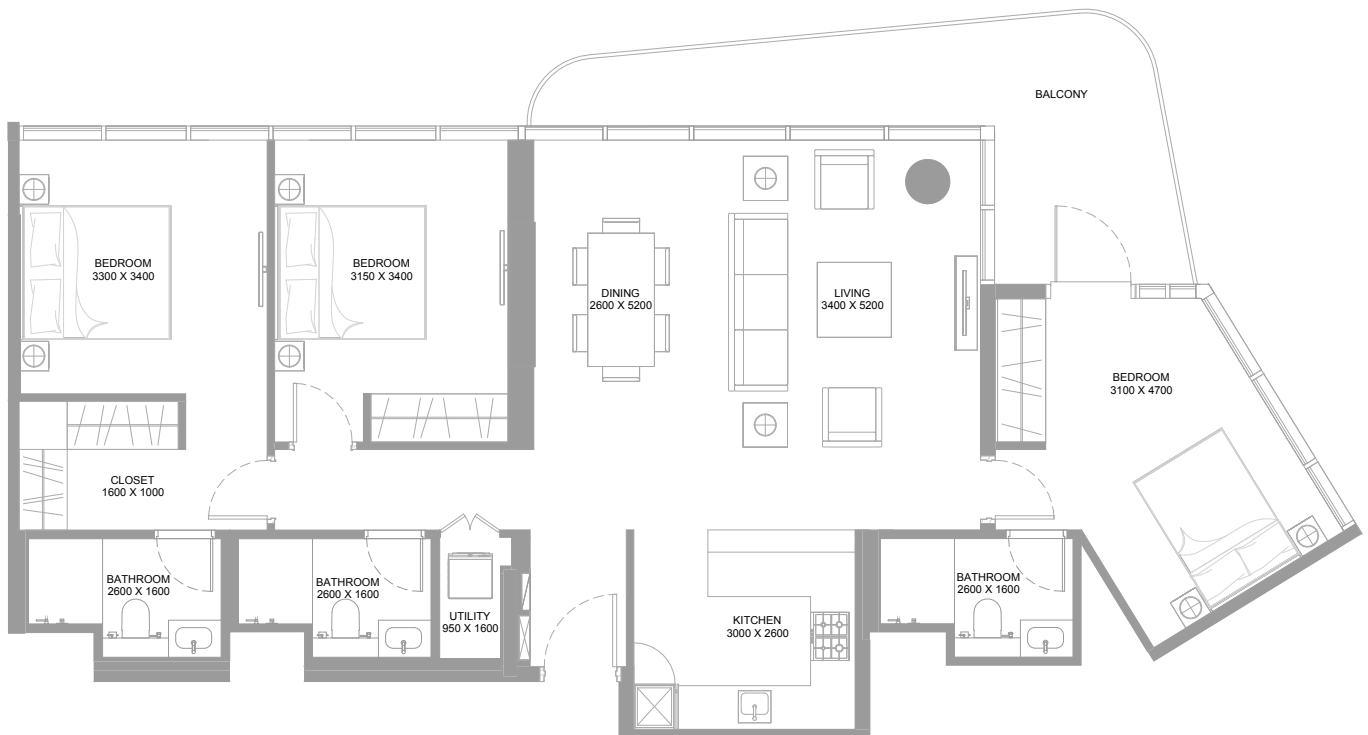 BALCONY
BEDROOM
3300 X 3400
BEDROOM
3150 X 3400
DINING
2600 X 5200
LIVING
3400 X 5200
BEDROOM
3100 X 4700
CLOSET
1600 X 1000
BATHROOM
2600 X 1600
BATHROOM
2600 X 1600
UTILITY
950 X 1600
KITCHEN
3000 X 2600
BATHROOM
2600 X 1600